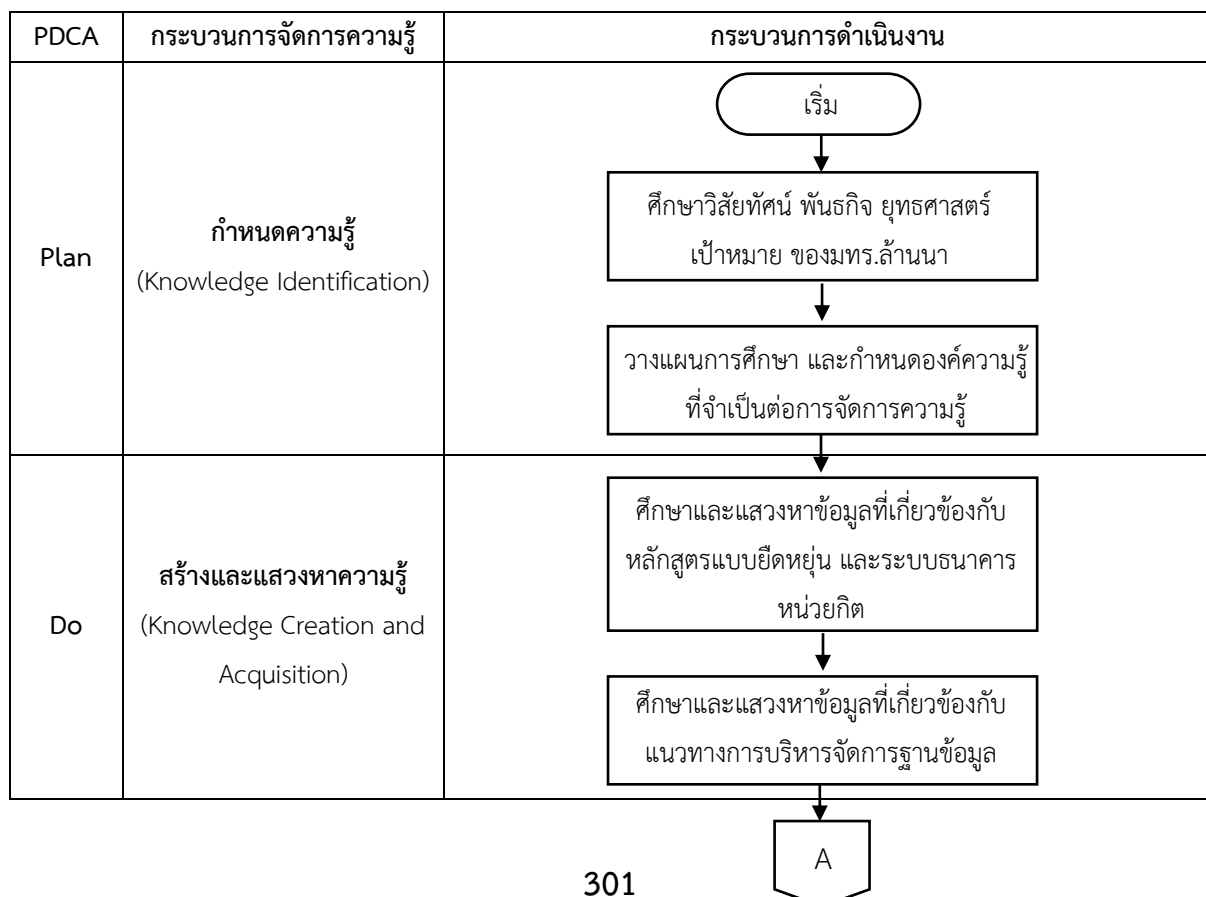 PDCA
กระบวนการจัดการความรู้
กระบวนการดำเนินงาน
Plan
กำหนดความรู้
(Knowledge Identification)
เริ่ม
ศึกษาวิสัยทัศน์ พันธกิจ ยุทธศาสตร์
เป้าหมาย ของมทร.ล้านนา
วางแผนการศึกษา และกำหนดองค์ความรู้
ที่จำเป็นต่อการจัดการความรู้
Do
สร้างและแสวงหาความรู้
(Knowledge Creation and
Acquisition)
ศึกษาและแสวงหาข้อมูลที่เกี่ยวข้องกับ
หลักสูตรแบบยืดหยุ่น และระบบธนาคาร
หน่วยกิต
ศึกษาและแสวงหาข้อมูลที่เกี่ยวข้องกับ
แนวทางการบริหารจัดการฐานข้อมูล
A
301